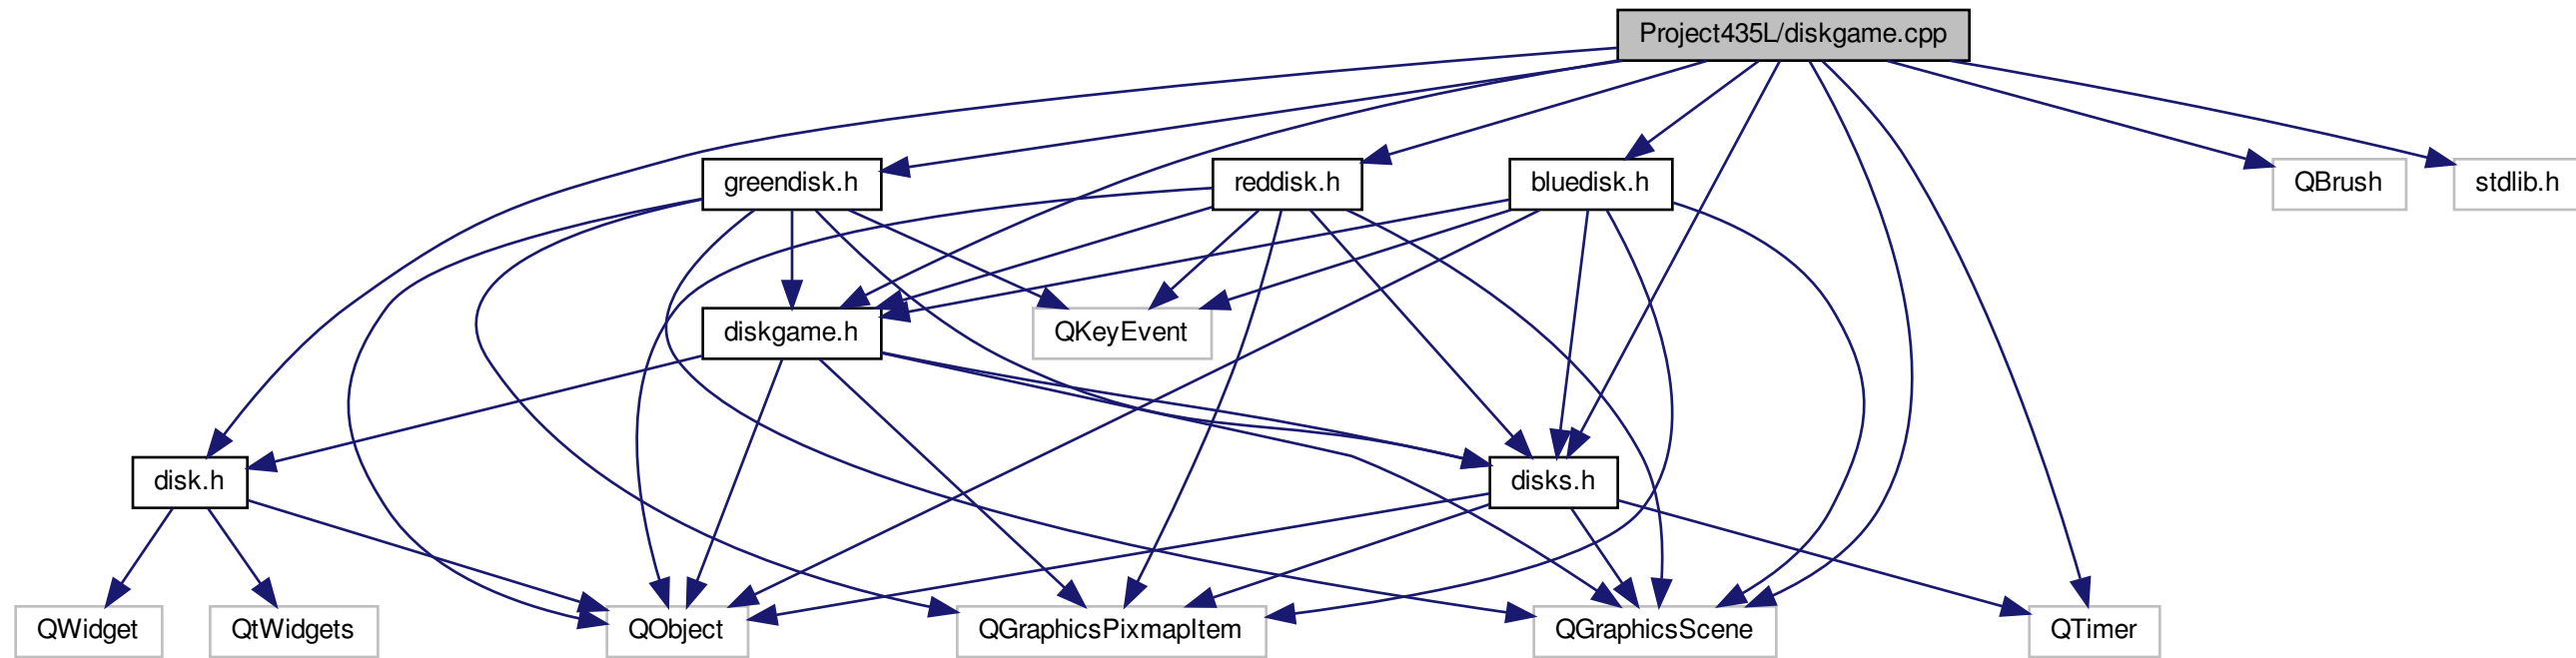 Project435L/diskgame.cpp
greendisk.h
reddisk.h
bluedisk.h
QBrush
stdlib.h
diskgame.h
QKeyEvent
disk.h
disks.h
QWidget
QtWidgets
QObject
QGraphicsPixmapItem
QGraphicsScene
QTimer